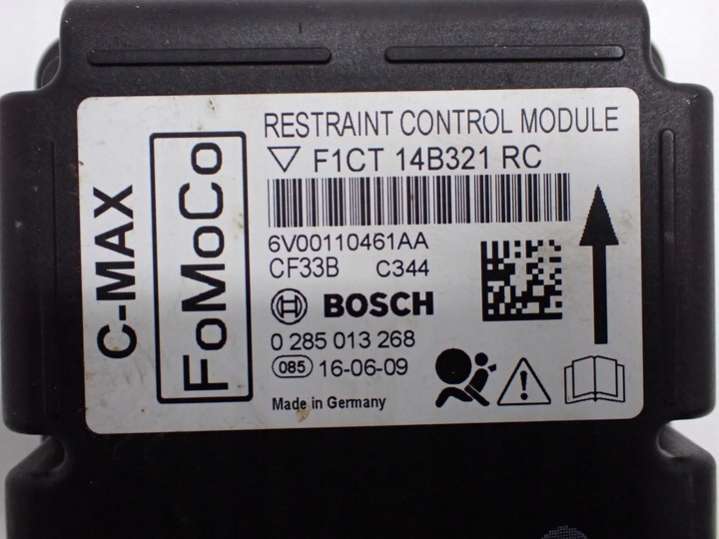 C-MAX
FoMoCo
RESTRAINT CONTROL MODULE
F1CT 14B321 RC
6V00110461AA
CF33B C344
BOSCH
0 285 013 268
085 16-06-09
Made in Germany